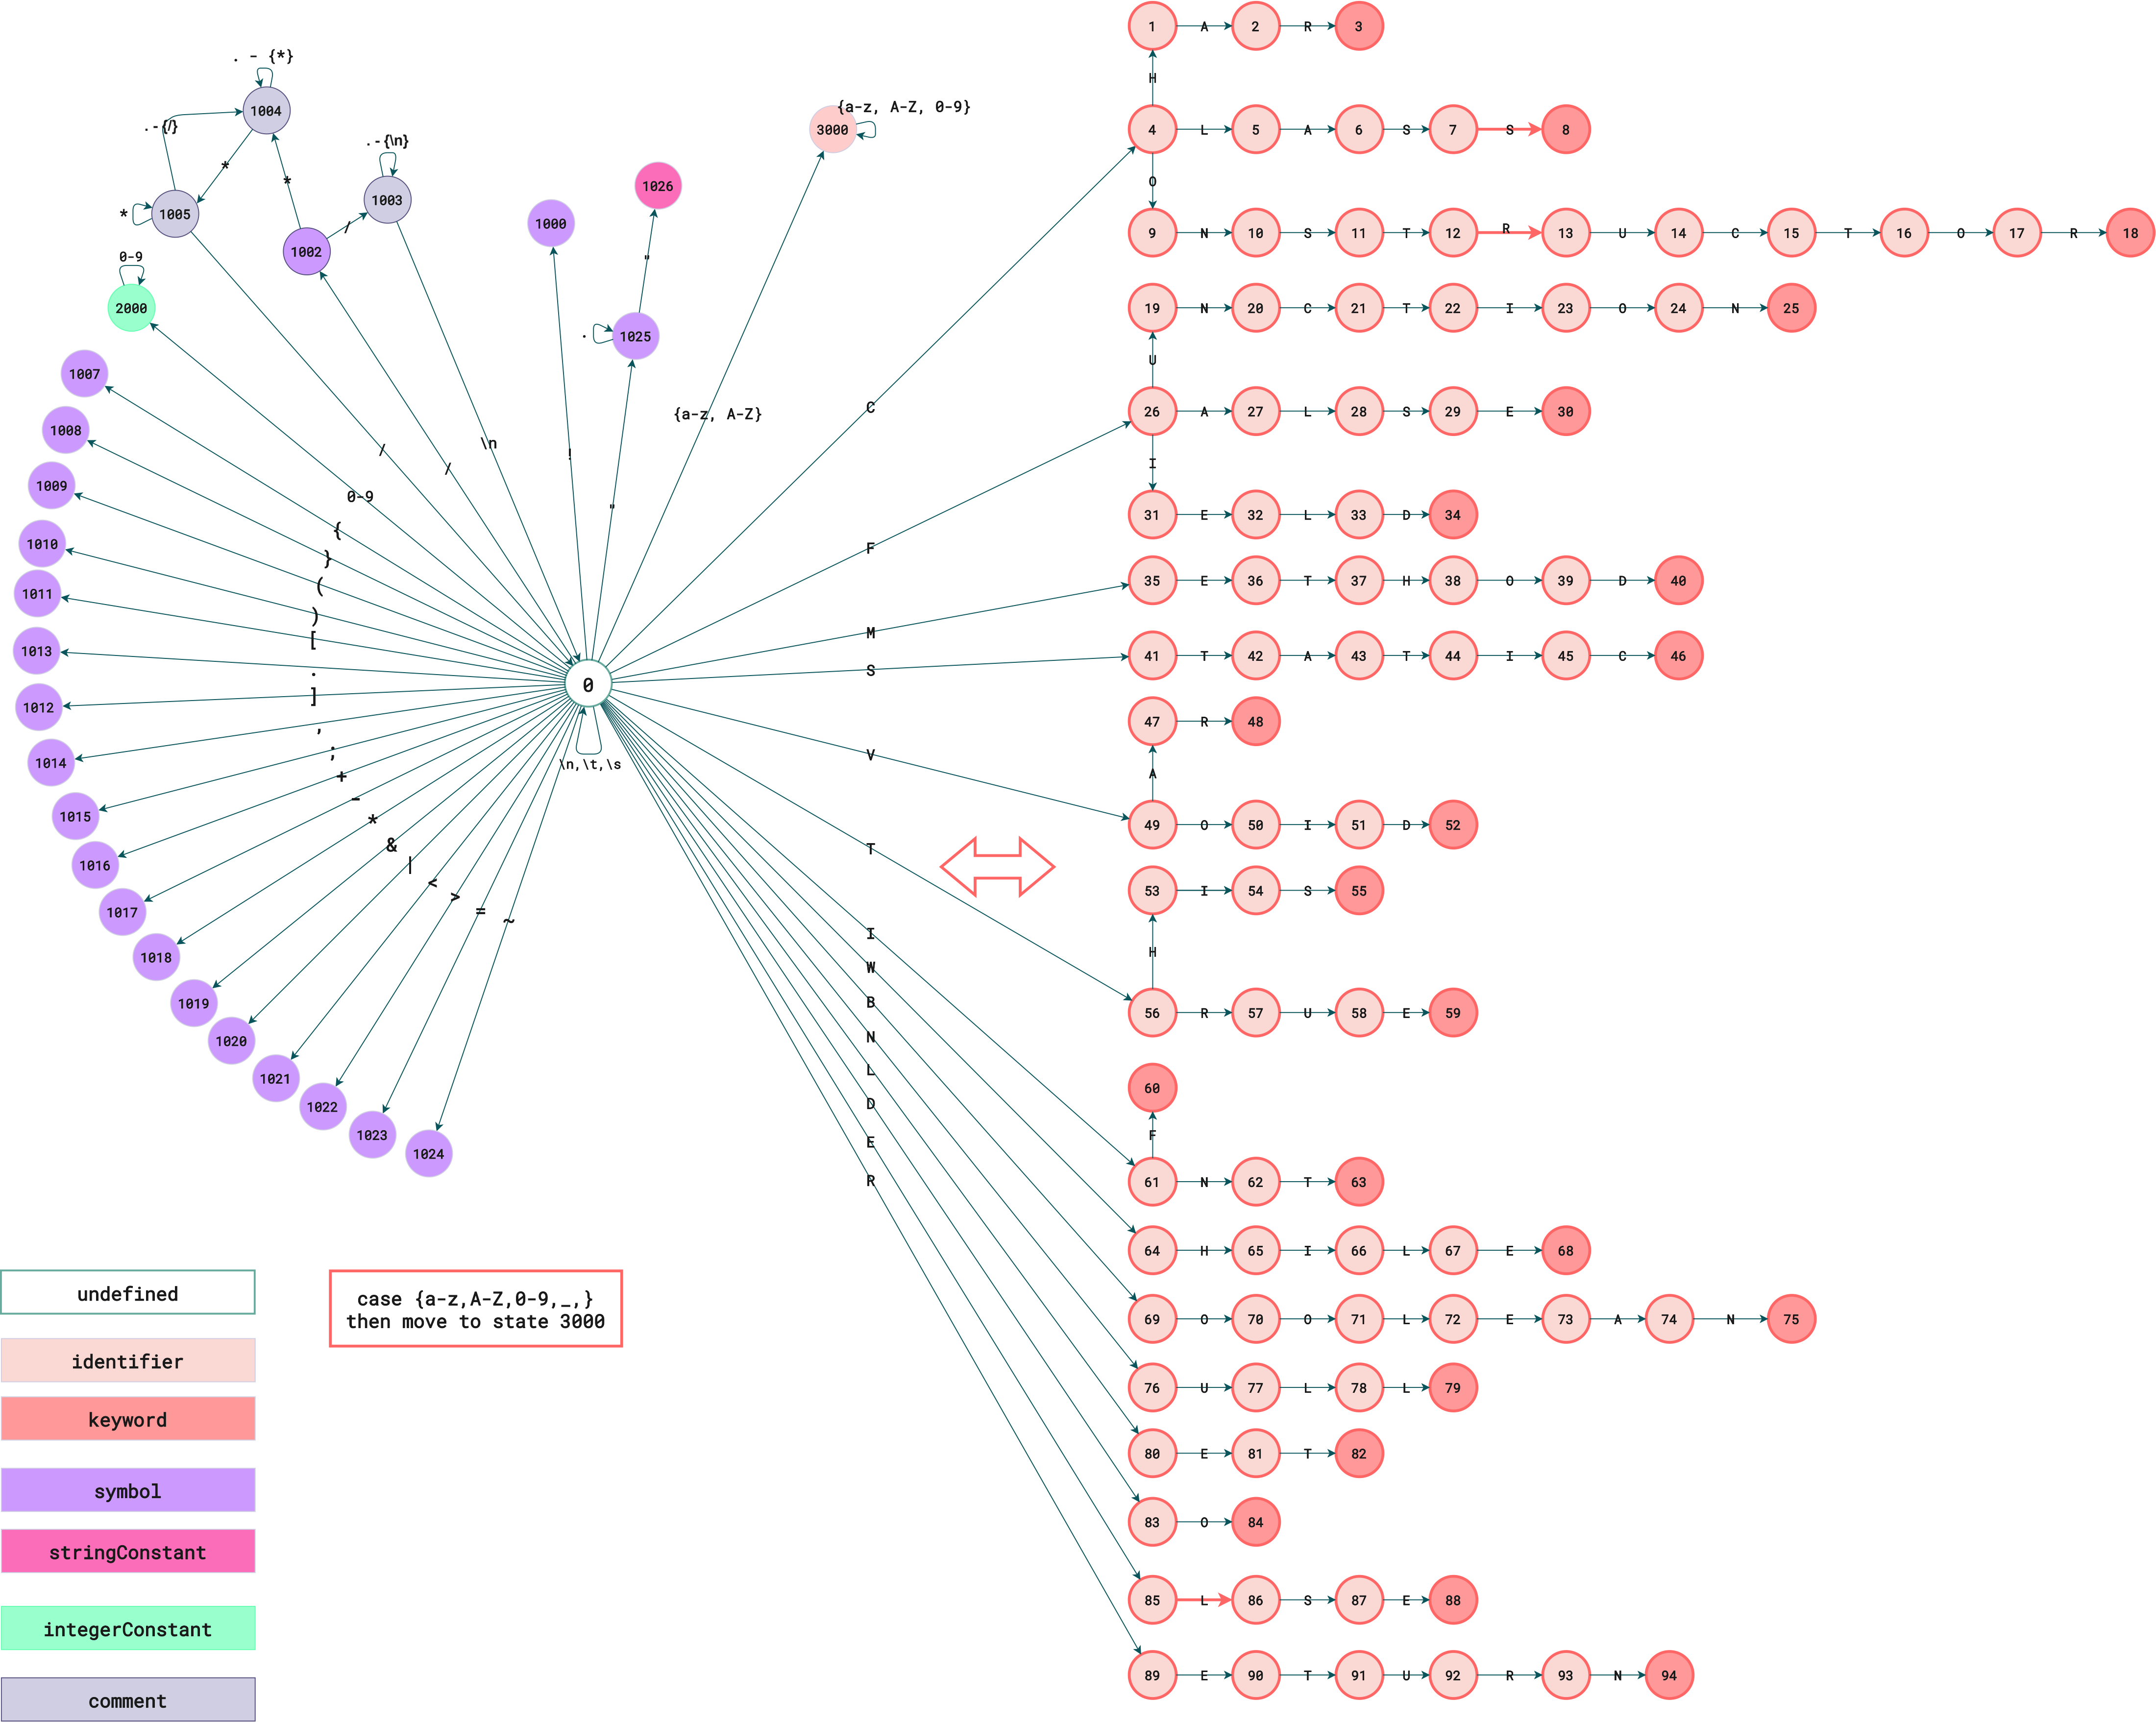 1 A 2 R 3
H
4 L 5 A 6 S 7 S 8
O
9 N 10 S 11 T 12 R 13 U 14 C 15 T 16 O 17 R 18
19 N 20 C 21 T 22 I 23 O 24 N 25
U
26 A 27 L 28 S 29 E 30
I
31 E 32 L 33 D 34
35 E 36 T 37 H 38 O 39 D 40
41 T 42 A 43 T 44 I 45 C 46
47 R 48
A
49 O 50 I 51 D 52
53 I 54 S 55
H
56 R 57 U 58 E 59
60
F
61 N 62 T 63
64 H 65 I 66 L 67 E 68
69 O 70 O 71 L 72 E 73 A 74 N 75
76 U 77 L 78 L 79
80 E 81 T 82
83 O 84
85 L 86 S 87 E 88
89 E 90 T 91 U 92 R 93 N 94
. - {*}
1004
.-{/}
.-{\n}
*
*
1003
* 1005
/
1002
0-9
2000
1000
1026
"
. 1025
{a-z, A-Z, 0-9}
3000
{a-z, A-Z}
!
"
\n
/
/
0-9
1007
1008
1009
1010
1011
1013
1012
1014
1015
1016
1017
1018
1019
1020
1021
1022
1023
1024
{
}
(
)
[
.
]
,
;
+
-
*
&
|
<
>
=
~
0
\n,\t,\s
C
F
M
S
V
T
I
W
B
N
L
D
E
R
undefined
identifier
keyword
symbol
stringConstant
integerConstant
comment
case {a-z,A-Z,0-9,_,}
then move to state 3000